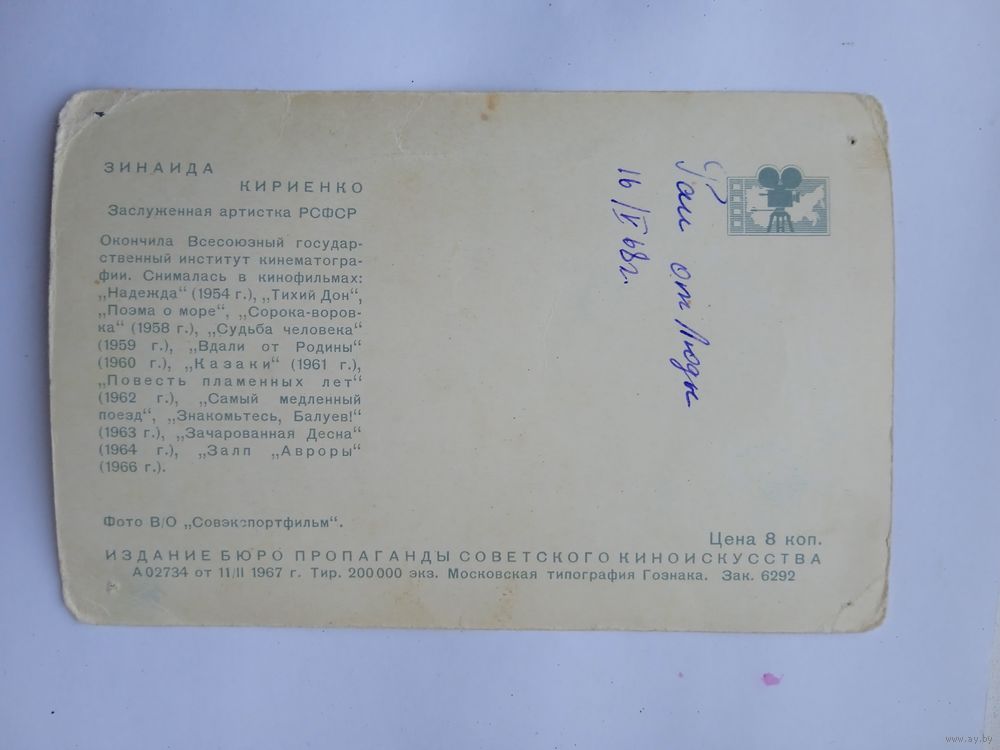 ЗИНАИДА
КИРИЕНКО
Заслуженная артистка РСФСР
Окончила Всесоюзный государ-
ственный институт кинематогра-
фии. Снималась в кинофильмах:
„Надежда“ (1954 г.), „Тихий Дон“,
„Поэма о море“, „Сорока-воров-
ка“ (1958 г.), „Судьба человека“
(1959 г.), „Вдали от Родины“
(1960 г.), „Казаки“ (1961 г.),
„Повесть пламенных лет“
(1962 г.), „Самый медленный
поезд“, „Знакомьтесь, Балуев!“
(1963 г.), „Зачарованная Десна“
(1964 г.), „Залп „Авроры“
(1966 г.).
Фото В/О „Совэкспортфильм“.
Цена 8 коп.
ИЗДАНИЕ БЮРО ПРОПАГАНДЫ СОВЕТСКОГО КИНОИСКУССТВА
А 02734 от 11/II 1967 г. Тир. 200 000 экз. Московская типография Гознака. Зак. 6292
от Люды
16/V 68г.
www.ay.by